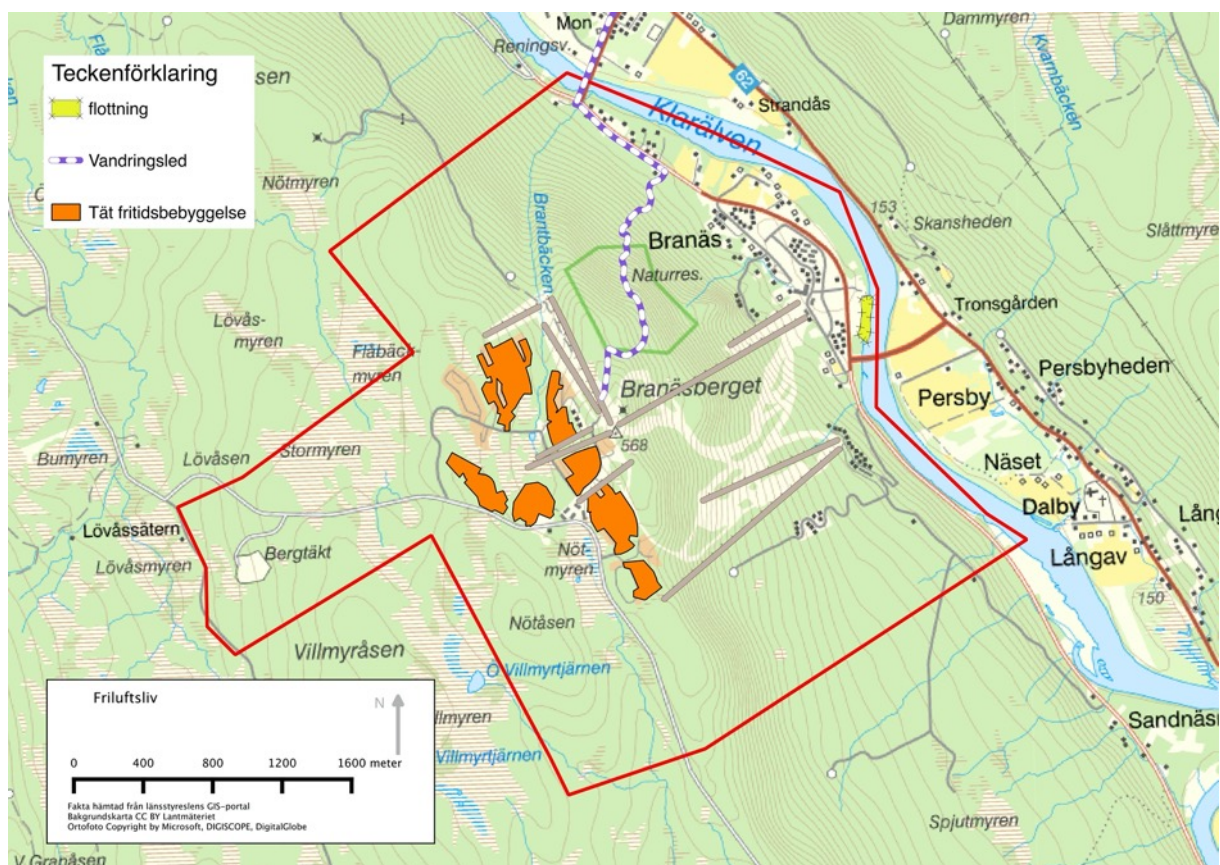 Mon
Dammyren
Reningsv.
Kvarnbäcken
Teckenförklaring
flottning
Vandringsled
Tät fritidsbebyggelse
62
Strandås
Klarälven
Nötmyren
Brantbäcken
153
Skansheden
Slåttmyre
Branäs
Naturres.
Tronsgården
Lövås-
myren
Flåbäck-
myren
Persbyheden
Branäsberget
Persby
568
Stormyren
Lövåsen
Näset
Dalby
Lång
Lövåssätern
Lövåsmyren
Bergtäkt
Nöt-
myren
Långav
150
Nötåsen
Villmyråsen
Ö Villmyrtjärnen
Friluftsliv
N
llmyren
Villmyrtjärnen
Sandnäs
0 400 800 1200 1600 meter
Fakta hämtad från länsstyrelsens GIS-portal
Bakgrundskarta CC BY Lantmäteriet
Ortofoto Copyright by Microsoft, DIGISCOPE, DigitalGlobe
Spjutmyren
V Granåsen